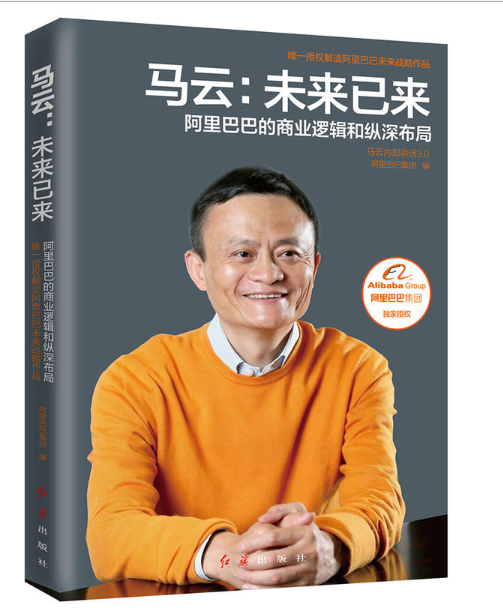 唯一授权解读阿里巴巴未来战略作品
马云：未来已来
阿里巴巴的商业逻辑和纵深布局
马云内部讲话3.0
阿里巴巴集团 编
Alibaba Group
阿里巴巴集团
独家授权
红旗出版社
马云：未来已来
阿里巴巴的商业逻辑和纵深布局
唯一授权解读阿里巴巴未来战略作品
阿里巴巴集团 编
红旗出版社